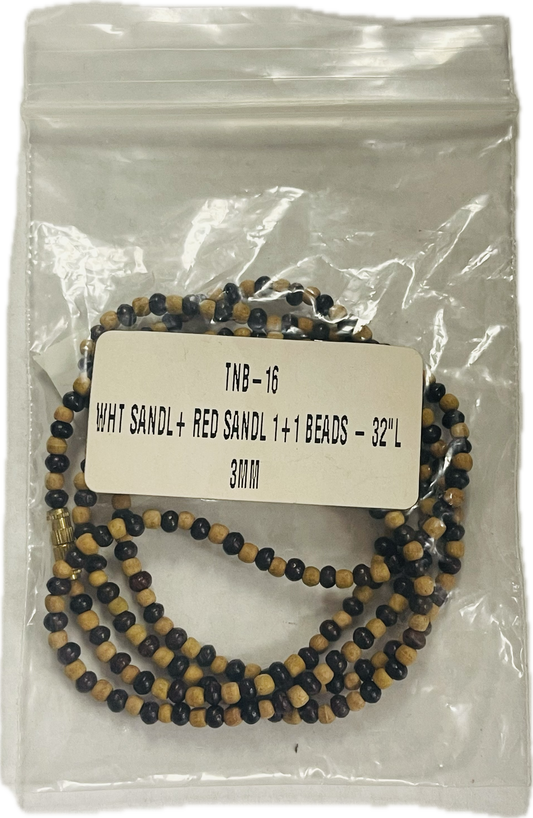 TNB-16
WHT SANDL+ RED SANDL 1+1 BEADS - 32"L
3MM